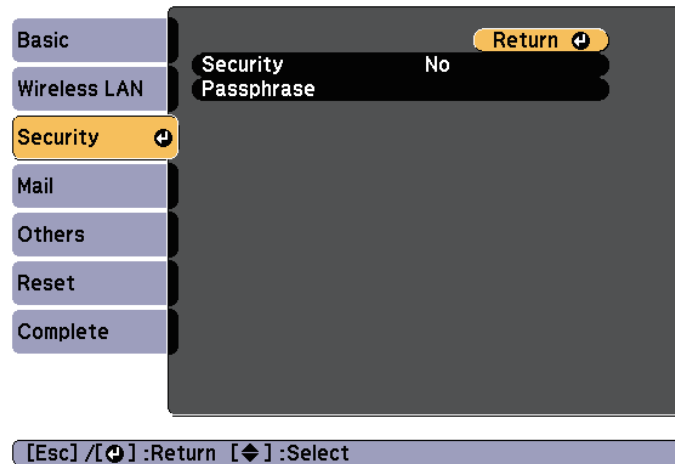 Basic
Wireless LAN
Security
Mail
Others
Reset
Complete
Return
Security No
Passphrase
[Esc] /[ ] :Return [ ] :Select